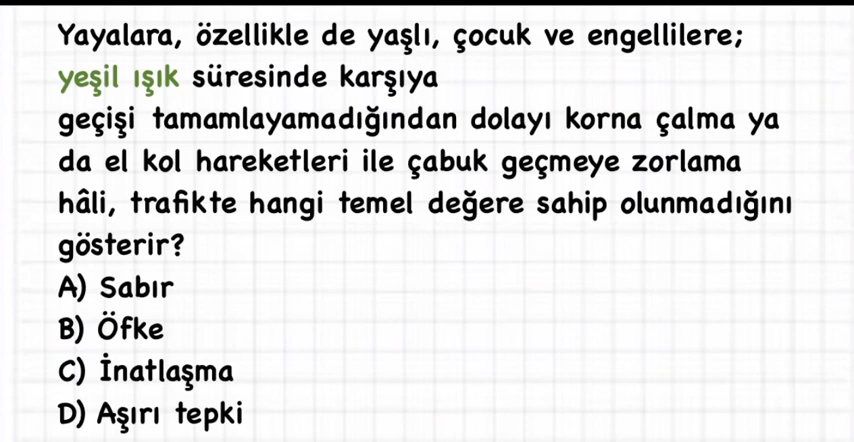 Yayalara, özellikle de yaşlı, çocuk ve engellilere;
yeşil ışık süresinde karşıya
geçişi tamamlayamadığından dolayı korna çalma ya
da el kol hareketleri ile çabuk geçmeye zorlama
hâli, trafikte hangi temel değere sahip olunmadığını
gösterir?
A) Sabır
B) Öfke
C) İnatlaşma
D) Aşırı tepki